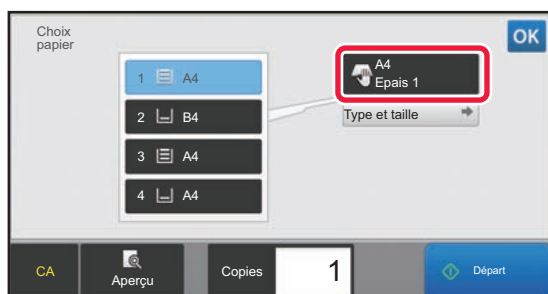 Choix
papier
OK
1 A4
2 B4
3 A4
4 A4
A4
Epais 1
Type et taille
CA
Aperçu
Copies
1
Départ